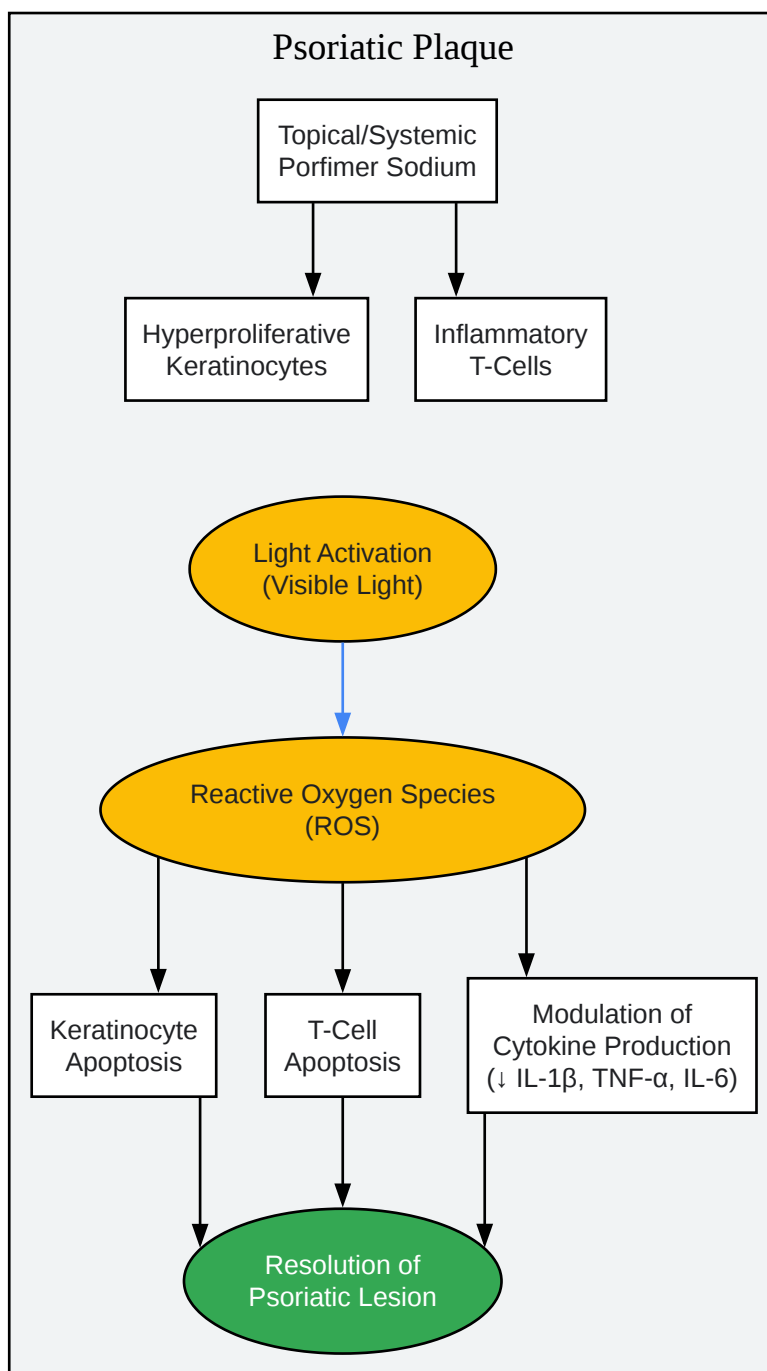 Psoriatic Plaque
Topical/Systemic
Porfimer Sodium
Hyperproliferative
Keratinocytes
Inflammatory
T-Cells
Light Activation
(Visible Light)
Reactive Oxygen Species
(ROS)
Keratinocyte
Apoptosis
T-Cell
Apoptosis
Modulation of
Cytokine Production
(↓ IL-1β, TNF-α, IL-6)
Resolution of
Psoriatic Lesion